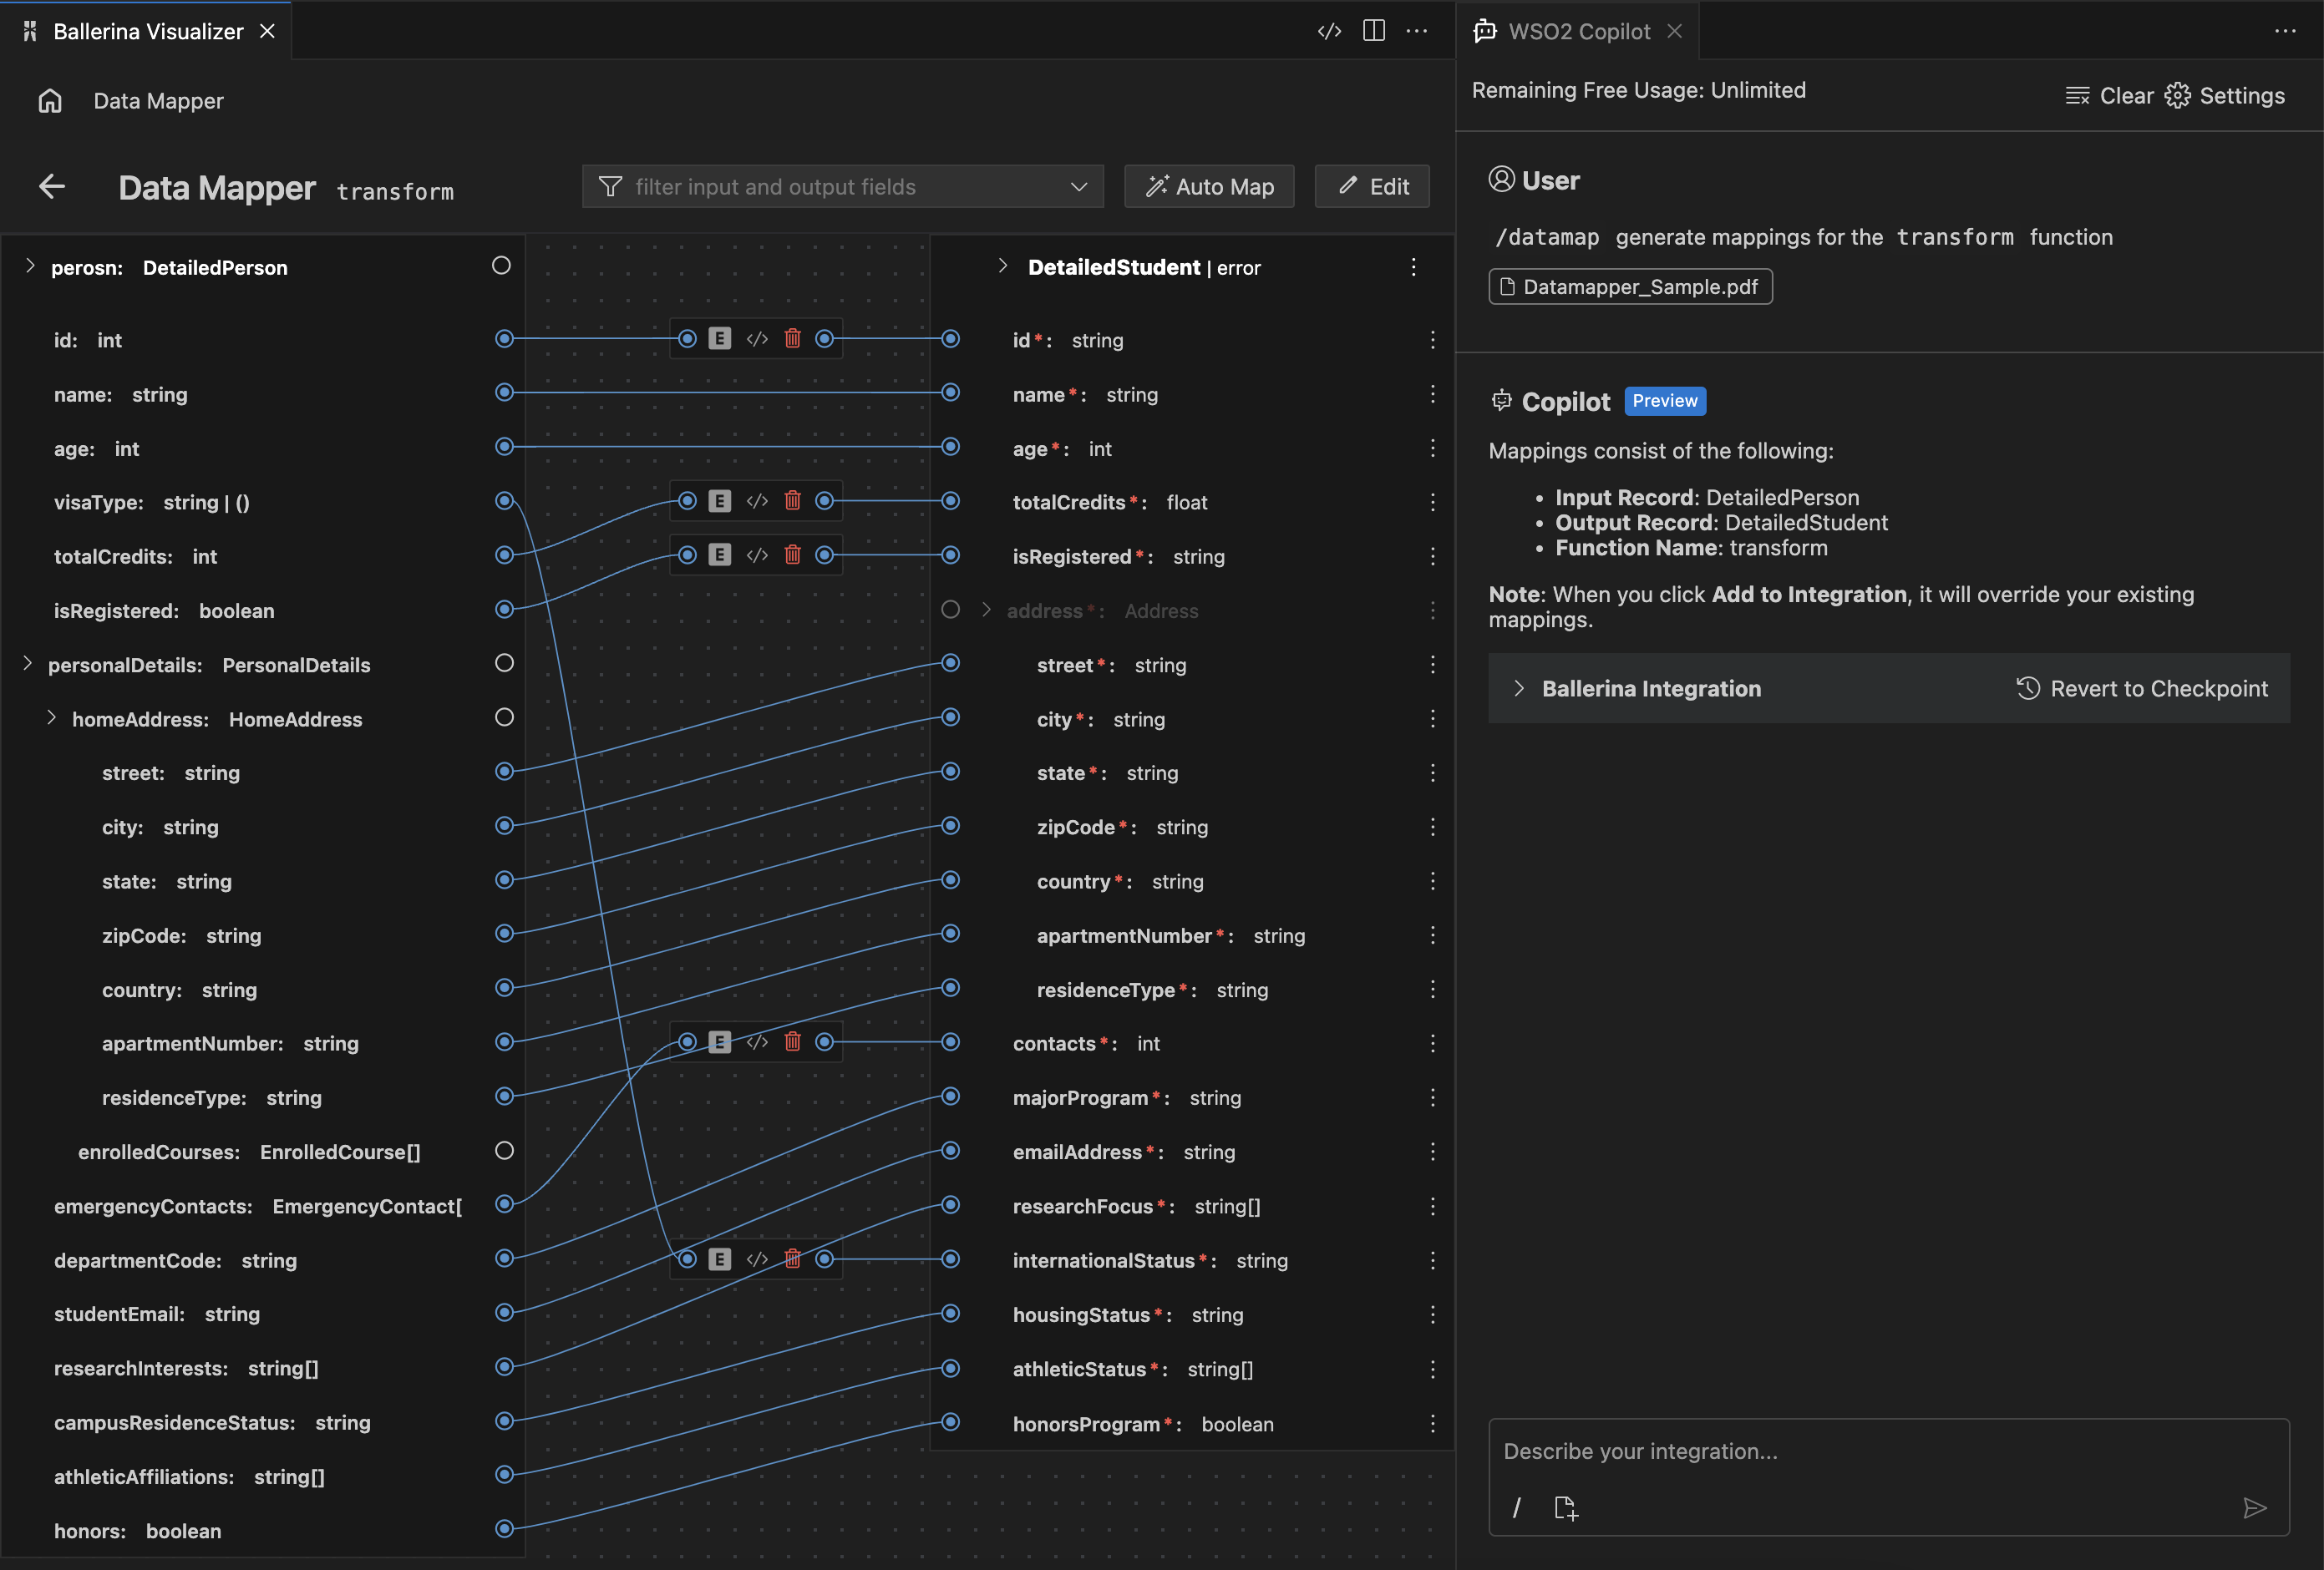 Ballerina Visualizer
WSO2 Copilot
Data Mapper
Remaining Free Usage: Unlimited
Clear
Settings
Data Mapper transform
filter input and output fields
Auto Map
Edit
perosn: DetailedPerson
id: int
name: string
age: int
visaType: string | ()
totalCredits: int
isRegistered: boolean
personalDetails: PersonalDetails
homeAddress: HomeAddress
street: string
city: string
state: string
zipCode: string
country: string
apartmentNumber: string
residenceType: string
enrolledCourses: EnrolledCourse[]
emergencyContacts: EmergencyContact[
departmentCode: string
studentEmail: string
researchInterests: string[]
campusResidenceStatus: string
athleticAffiliations: string[]
honors: boolean
E
E
E
E
E
DetailedStudent | error
id*: string
name*: string
age*: int
totalCredits*: float
isRegistered*: string
address*: Address
street*: string
city*: string
state*: string
zipCode*: string
country*: string
apartmentNumber*: string
residenceType*: string
contacts*: int
majorProgram*: string
emailAddress*: string
researchFocus*: string[]
internationalStatus*: string
housingStatus*: string
athleticStatus*: string[]
honorsProgram*: boolean
User
/datamap generate mappings for the transform function
Datamapper_Sample.pdf
Copilot Preview
Mappings consist of the following:
• Input Record: DetailedPerson
• Output Record: DetailedStudent
• Function Name: transform
Note: When you click Add to Integration, it will override your existing
mappings.
Ballerina Integration
Revert to Checkpoint
Describe your integration...
/